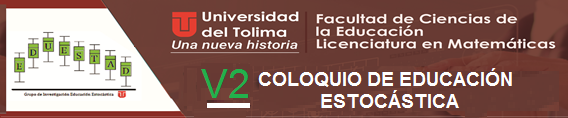 EDUESTAD
Grupo de Investigación Educación Estocástica
Universidad
del Tolima
Una nueva historia
Facultad de Ciencias de
la Educación
Licenciatura en Matemáticas
V2 COLOQUIO DE EDUCACIÓN
ESTOCÁSTICA